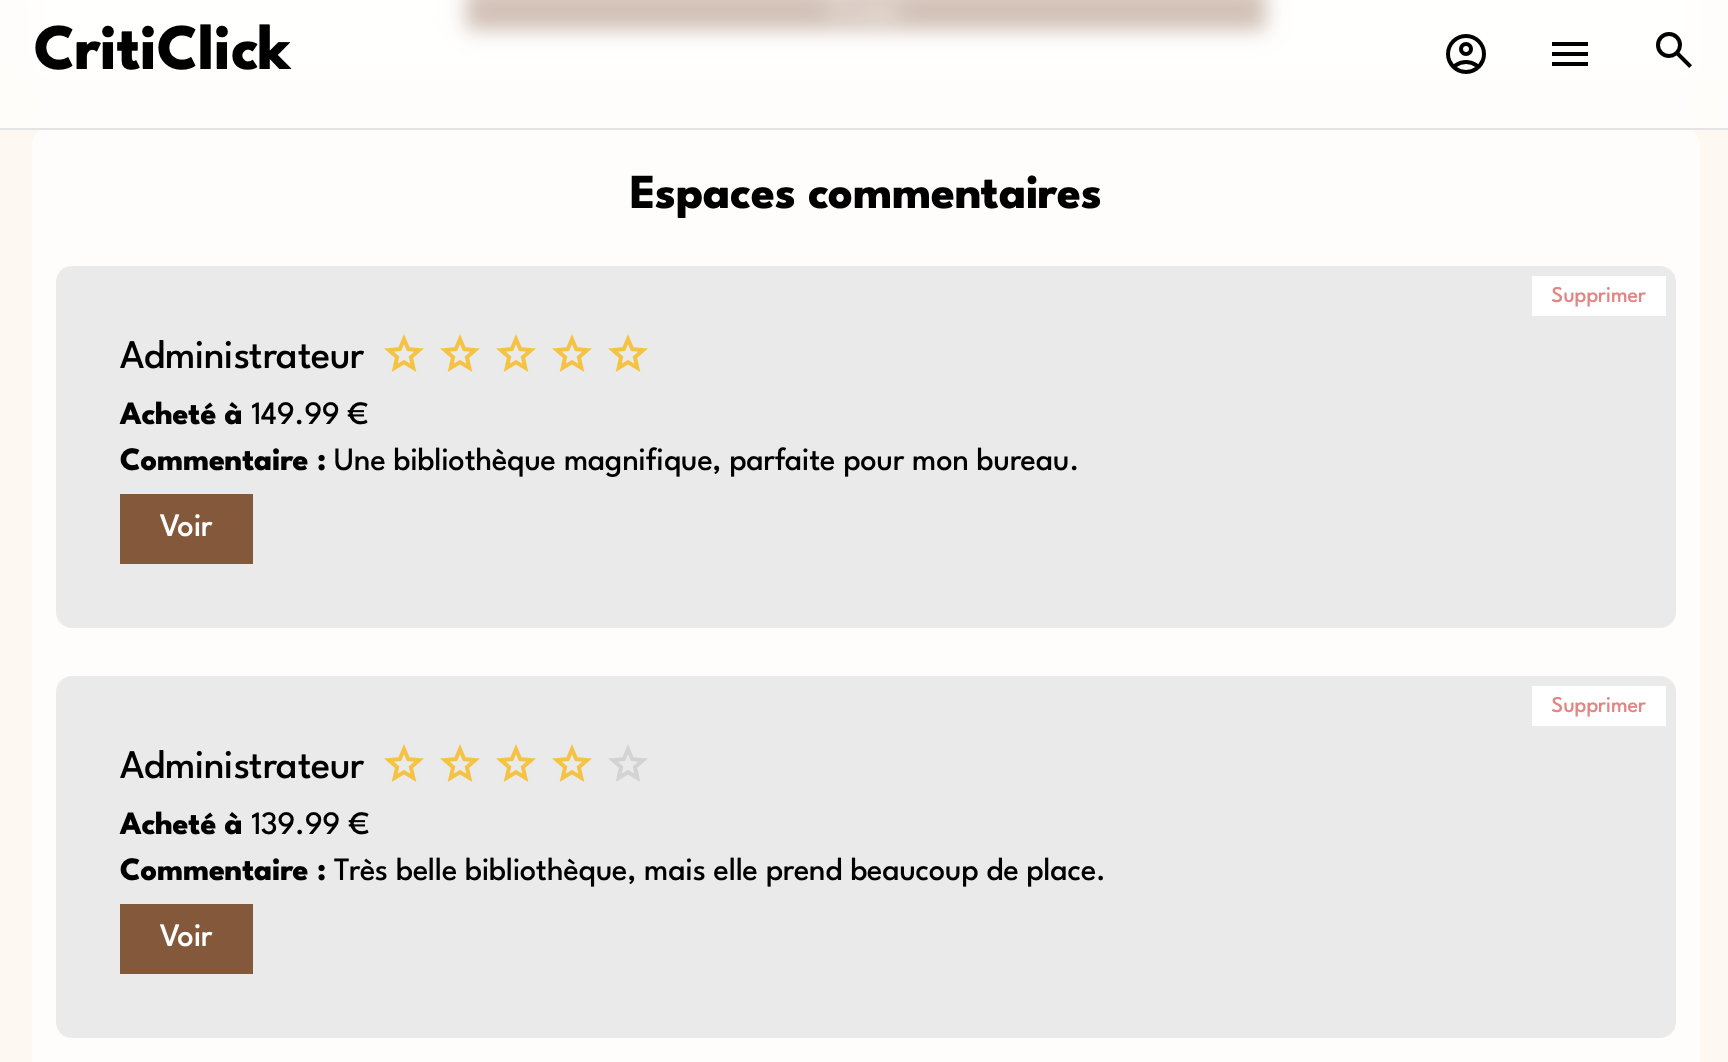 CritiClick
Espaces commentaires
Supprimer
Administrateur
Acheté à 149.99 €
Commentaire : Une bibliothèque magnifique, parfaite pour mon bureau.
Voir
Supprimer
Administrateur
Acheté à 139.99 €
Commentaire : Très belle bibliothèque, mais elle prend beaucoup de place.
Voir